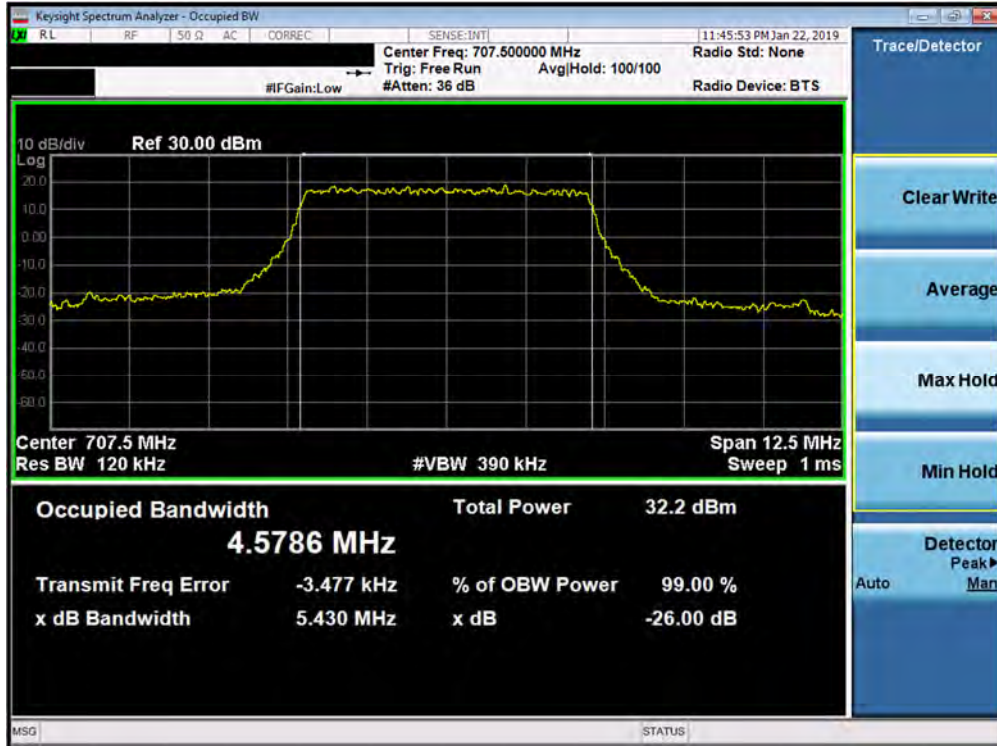 Keysight Spectrum Analyzer - Occupied BW
LXI RL RF 50 Ω AC CORREC SENSE:INT 11:45:53 PM Jan 22, 2019
Center Freq: 707.500000 MHz Radio Std: None
Trig: Free Run Avg|Hold: 100/100
#IFGain:Low #Atten: 36 dB Radio Device: BTS
Trace/Detector
10 dB/div Ref 30.00 dBm
Log
20.0
10.0
0.00
-10.0
-20.0
-30.0
-40.0
-50.0
-60.0
Center 707.5 MHz Span 12.5 MHz
Res BW 120 kHz #VBW 390 kHz Sweep 1 ms
Occupied Bandwidth Total Power 32.2 dBm
4.5786 MHz
Transmit Freq Error -3.477 kHz % of OBW Power 99.00 %
x dB Bandwidth 5.430 MHz x dB -26.00 dB
Clear Write
Average
Max Hold
Min Hold
Detector
Peak▶
Auto Man
MSG STATUS